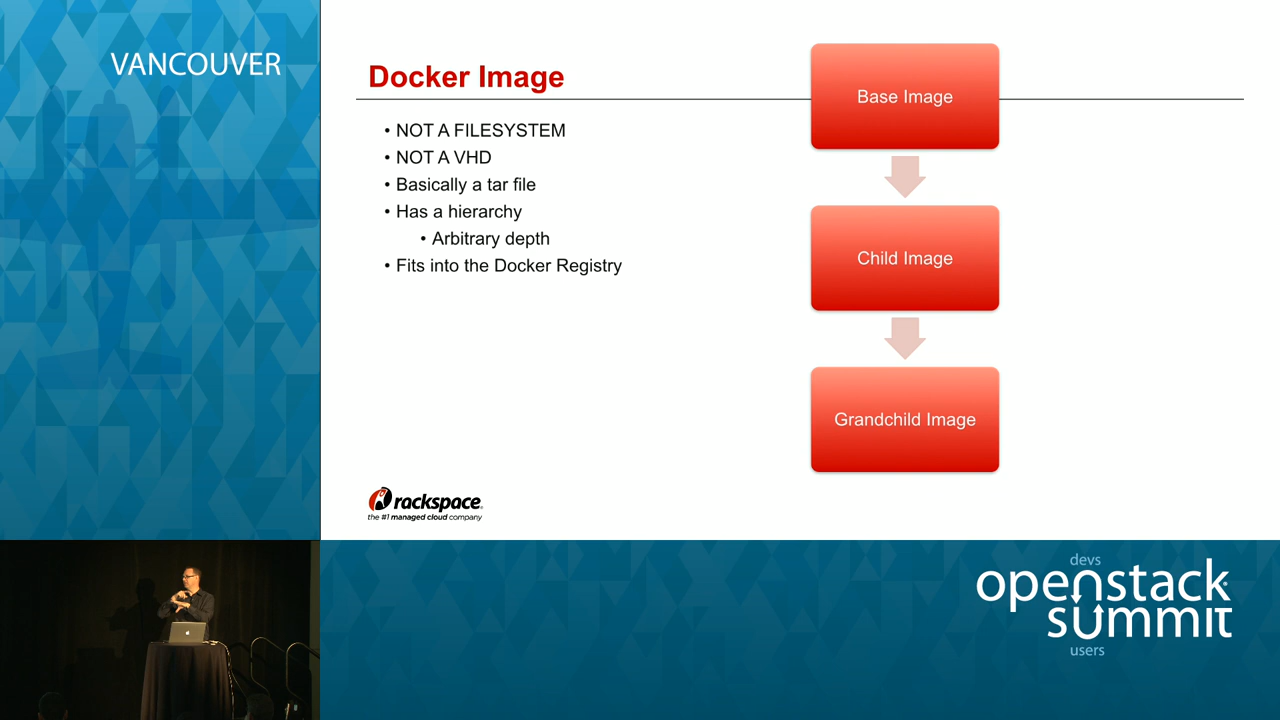 VANCOUVER
Docker Image
• NOT A FILESYSTEM
• NOT A VHD
• Basically a tar file
• Has a hierarchy
• Arbitrary depth
• Fits into the Docker Registry
Base Image
Child Image
Grandchild Image
rackspace
the #1 managed cloud company
devs
openstack
summit
users